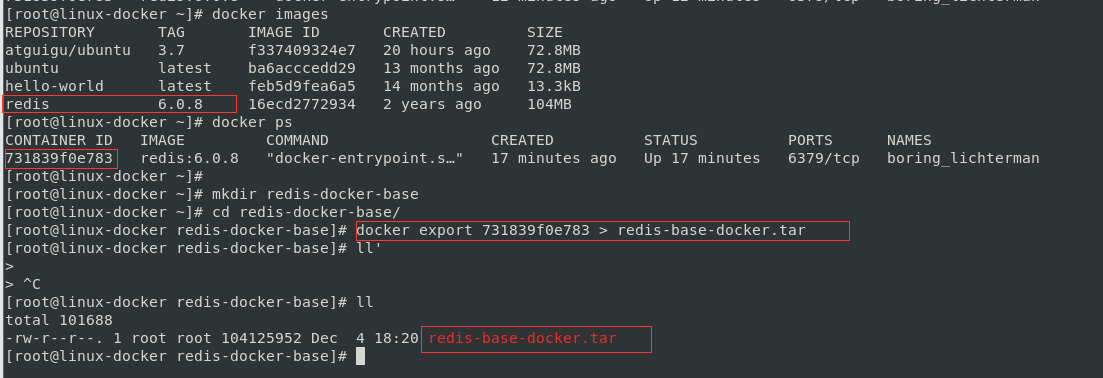 [root@linux-docker ~]# docker images
REPOSITORY TAG IMAGE ID CREATED SIZE
atguigu/ubuntu 3.7 f337409324e7 20 hours ago 72.8MB
ubuntu latest ba6acccedd29 13 months ago 72.8MB
hello-world latest feb5d9fea6a5 14 months ago 13.3kB
redis 6.0.8 16ecd2772934 2 years ago 104MB
[root@linux-docker ~]# docker ps
CONTAINER ID IMAGE COMMAND CREATED STATUS PORTS NAMES
731839f0e783 redis:6.0.8 "docker-entrypoint.s…" 17 minutes ago Up 17 minutes 6379/tcp boring_lichterman
[root@linux-docker ~]#
[root@linux-docker ~]# mkdir redis-docker-base
[root@linux-docker ~]# cd redis-docker-base/
[root@linux-docker redis-docker-base]# docker export 731839f0e783 > redis-base-docker.tar
[root@linux-docker redis-docker-base]# ll'
>
> ^C
[root@linux-docker redis-docker-base]# ll
total 101688
-rw-r--r--. 1 root root 104125952 Dec 4 18:20 redis-base-docker.tar
[root@linux-docker redis-docker-base]#